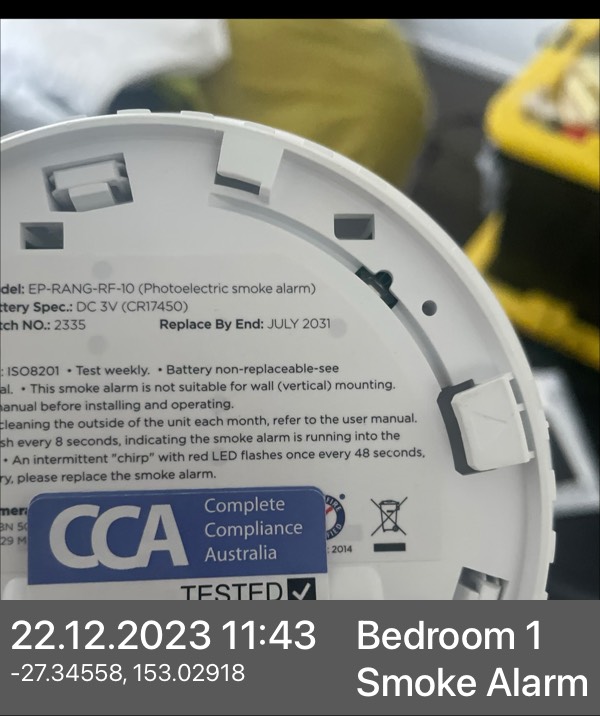 del: EP-RANG-RF-10 (Photoelectric smoke alarm)
ttery Spec.: DC 3V (CR17450)
tch NO.: 2335 Replace By End: JULY 2031
: ISO8201 • Test weekly. • Battery non-replaceable-see
al. • This smoke alarm is not suitable for wall (vertical) mounting.
anual before installing and operating.
cleaning the outside of the unit each month, refer to the user manual.
sh every 8 seconds, indicating the smoke alarm is running into the
• An intermittent "chirp" with red LED flashes once every 48 seconds,
ry, please replace the smoke alarm.
CCA Complete
Compliance
Australia
: 2014
TESTED
22.12.2023 11:43
-27.34558, 153.02918
Bedroom 1
Smoke Alarm